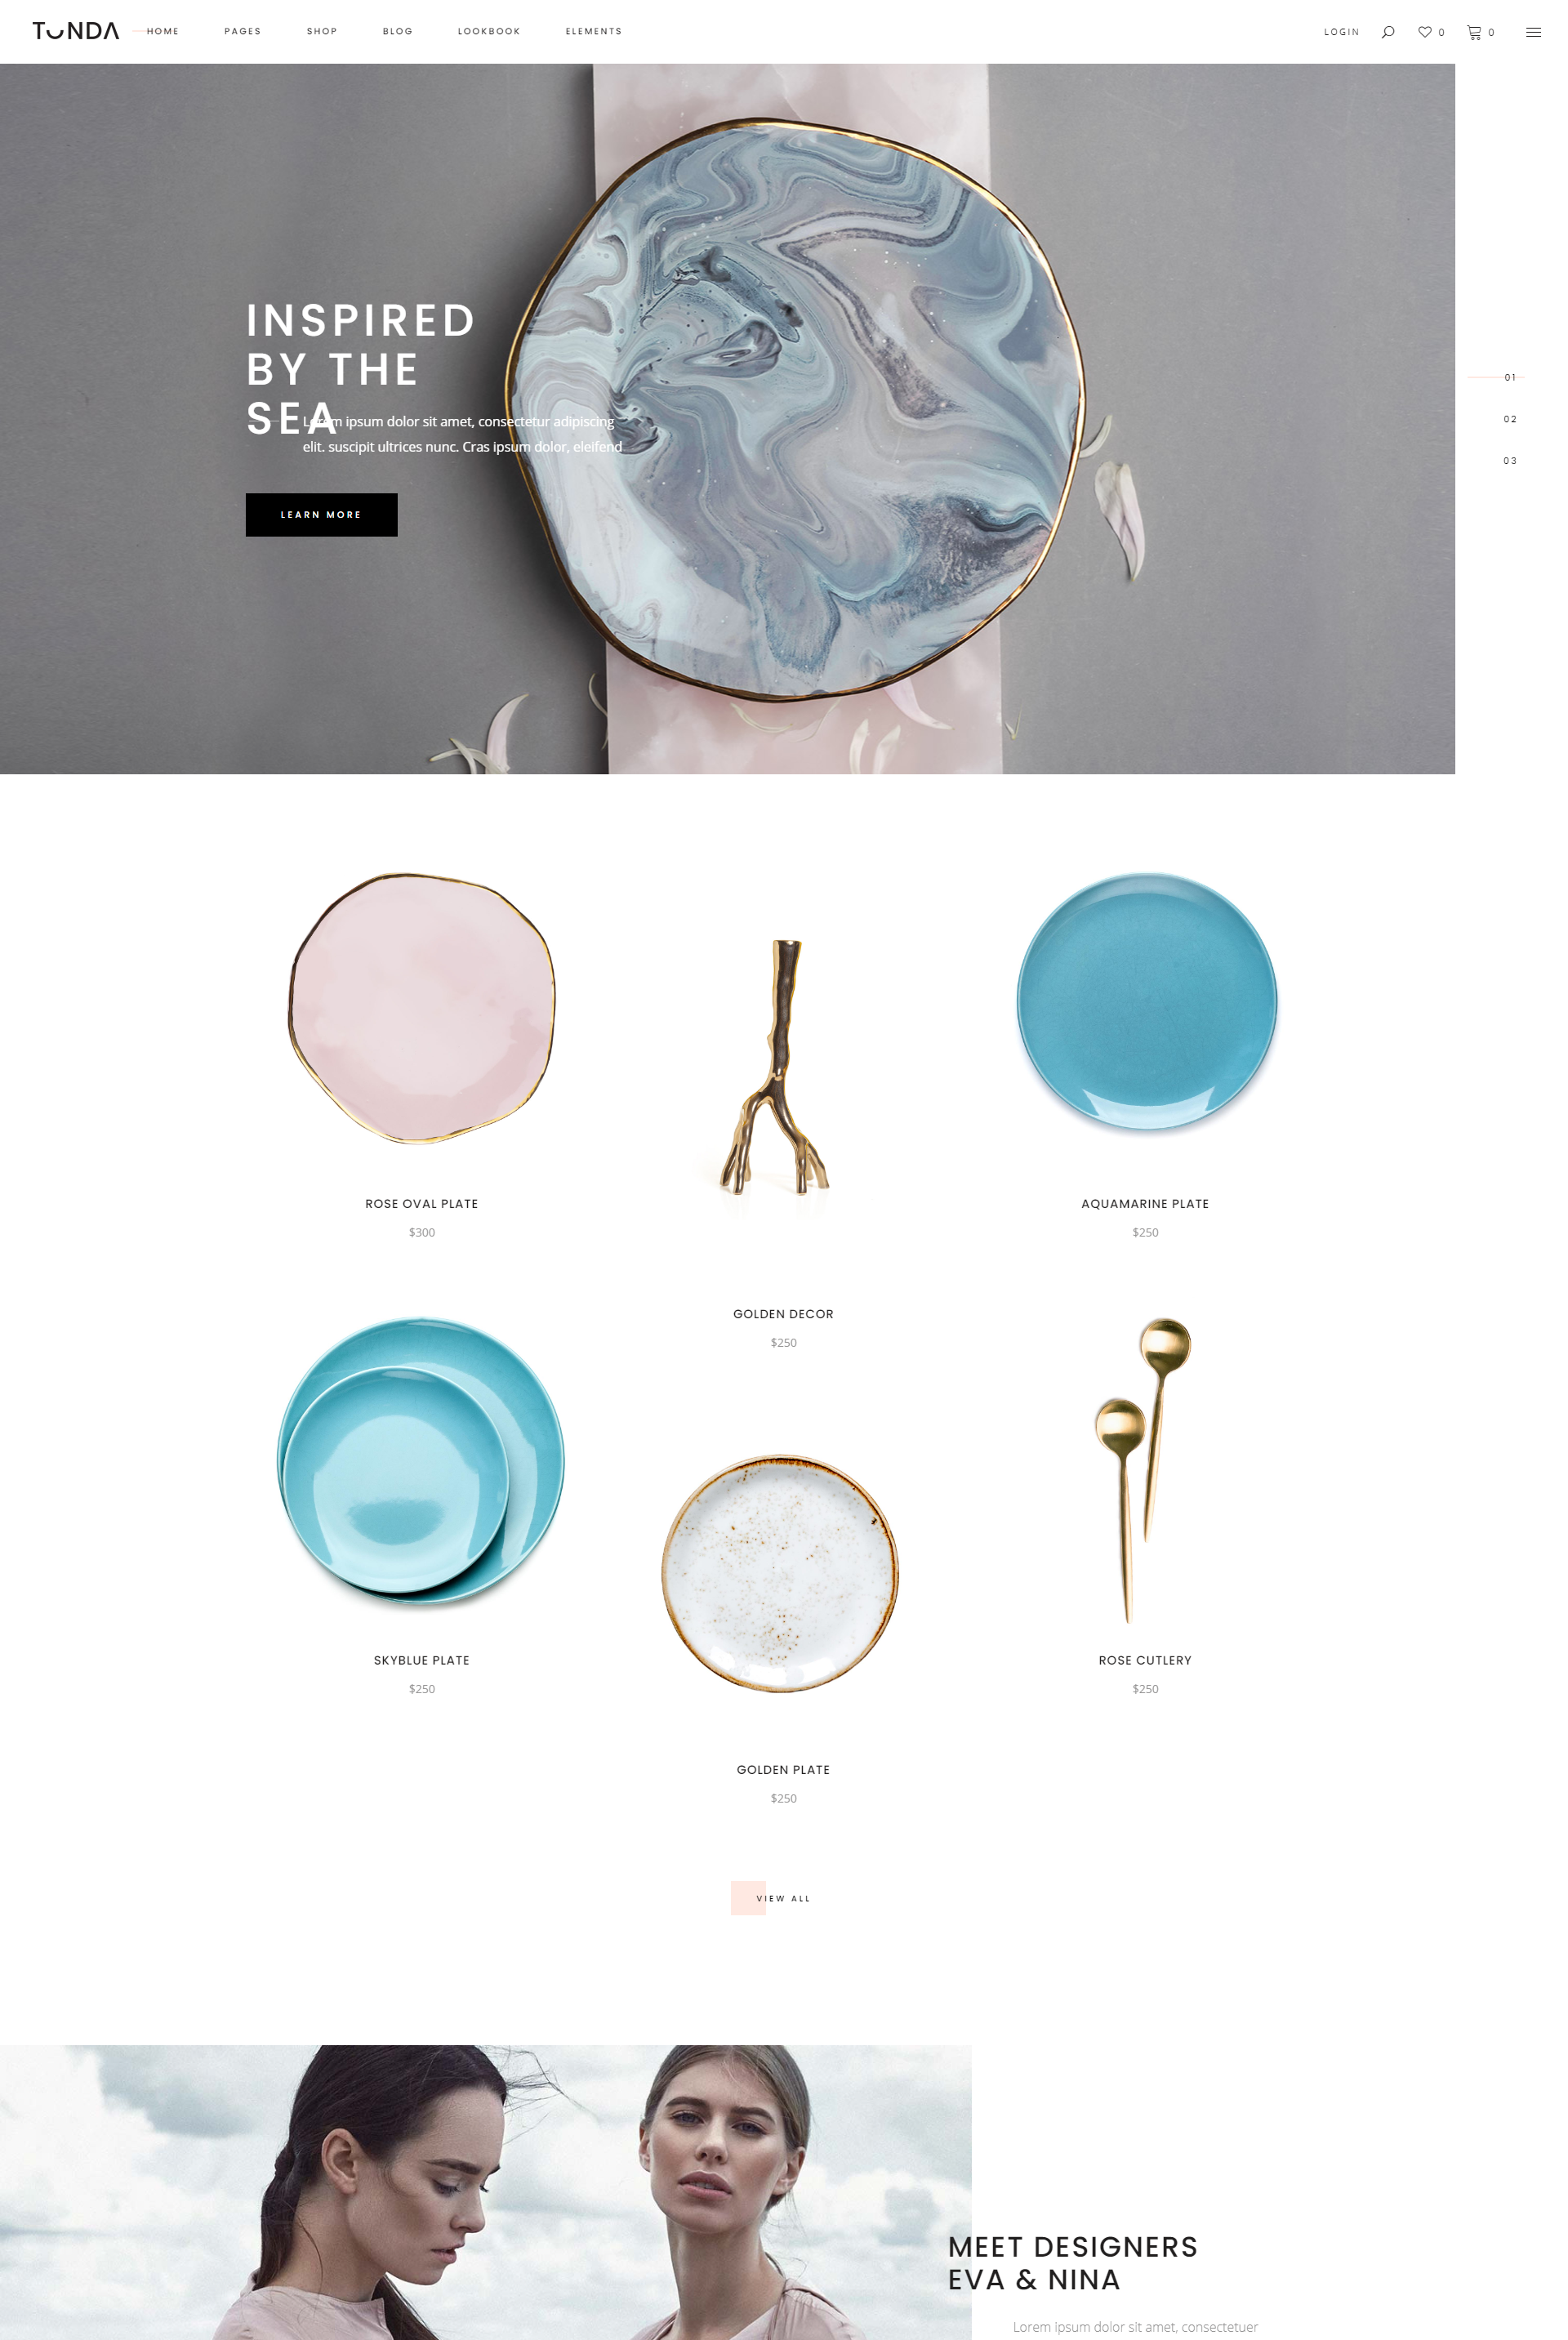 TUNDA
HOME PAGES SHOP BLOG LOOKBOOK ELEMENTS
LOGIN 0 0
INSPIRED
BY THE
SEA
Lorem ipsum dolor sit amet, consectetur adipiscing
elit. suscipit ultrices nunc. Cras ipsum dolor, eleifend
LEARN MORE
01
02
03
ROSE OVAL PLATE
$300
AQUAMARINE PLATE
$250
GOLDEN DECOR
$250
SKYBLUE PLATE
$250
ROSE CUTLERY
$250
GOLDEN PLATE
$250
VIEW ALL
MEET DESIGNERS
EVA & NINA
Lorem ipsum dolor sit amet, consectetuer